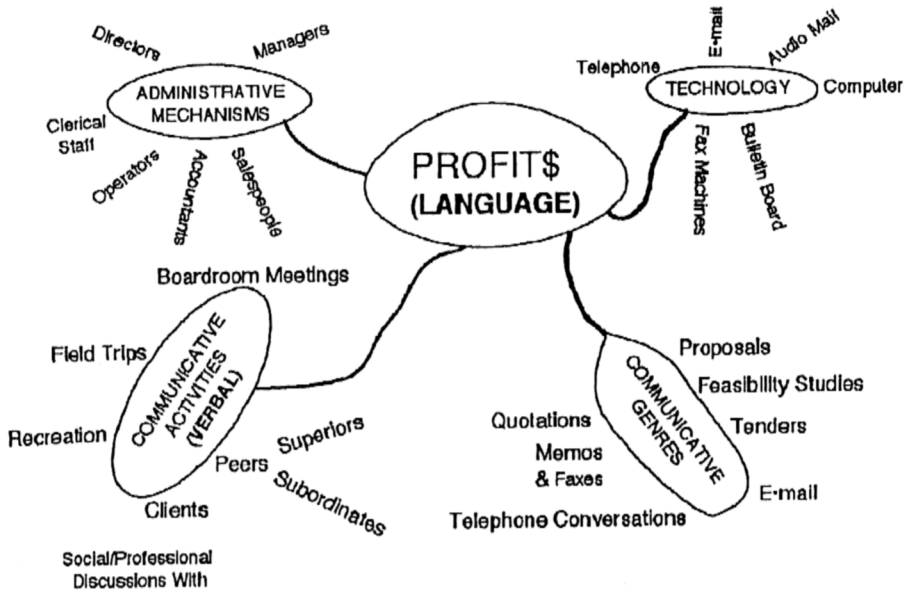 Directors
Managers
ADMINISTRATIVE
MECHANISMS
Clerical
Staff
Operators
Accountants
Salespeople
PROFIT$
(LANGUAGE)
E-mail
Audio Mail
Telephone
TECHNOLOGY
Computer
Fax Machines
Bulletin Board
Boardroom Meetings
Field Trips
COMMUNICATIVE
ACTIVITIES
(VERBAL)
Recreation
Peers
Superiors
Subordinates
Clients
Social/Professional
Discussions With
Proposals
Feasibility Studies
COMMUNICATIVE
GENRES
Quotations
Tenders
Memos
& Faxes
E-mail
Telephone Conversations